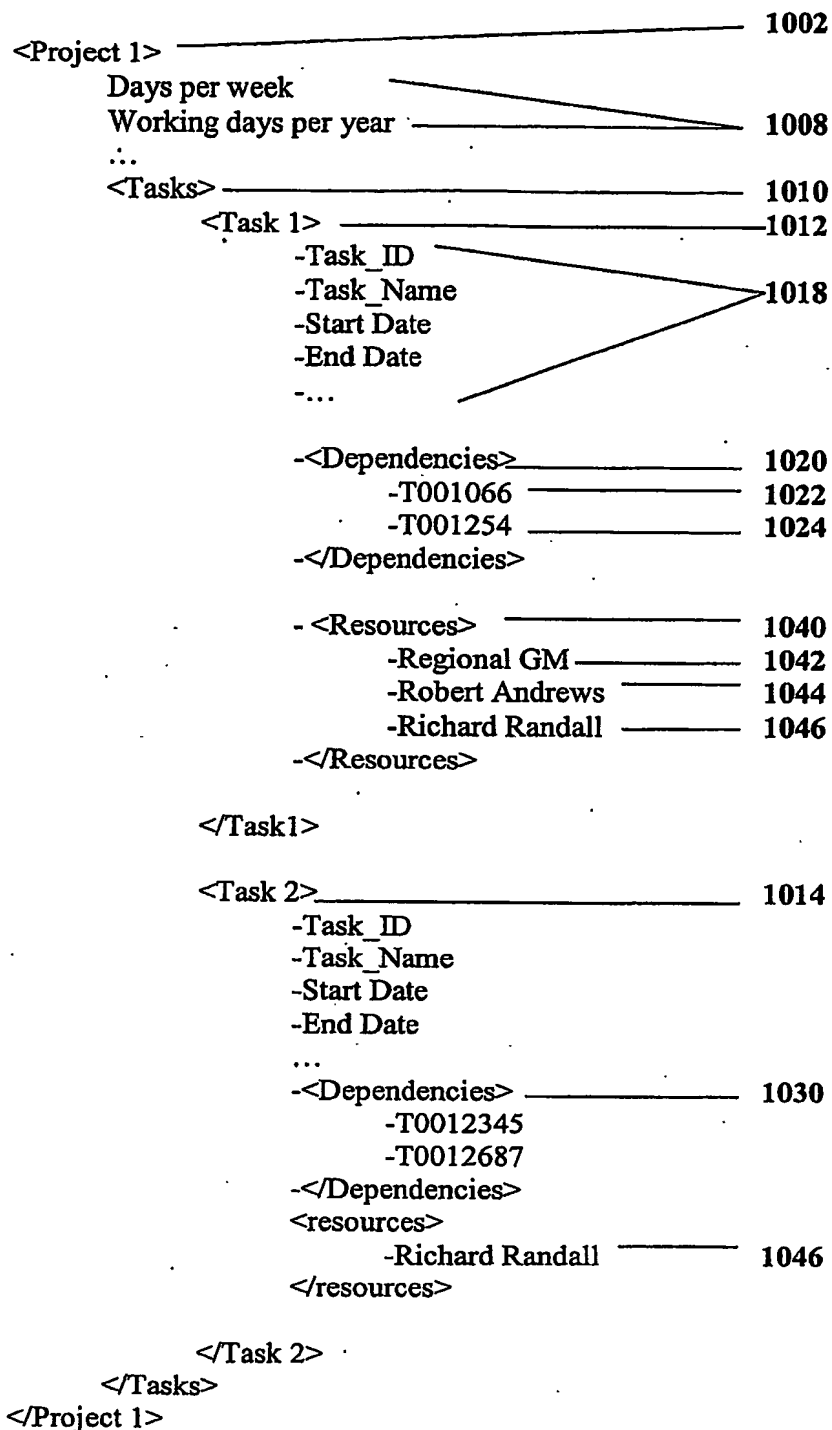 1002
<Project 1>
Days per week
Working days per year 1008
...
<Tasks> 1010
<Task 1> 1012
-Task_ID
-Task_Name 1018
-Start Date
-End Date
-...
-<Dependencies> 1020
-T001066 1022
-T001254 1024
-</Dependencies>
- <Resources> 1040
-Regional GM 1042
-Robert Andrews 1044
-Richard Randall 1046
-</Resources>
</Task1>
<Task 2> 1014
-Task_ID
-Task_Name
-Start Date
-End Date
...
-<Dependencies> 1030
-T0012345
-T0012687
-</Dependencies>
<resources>
-Richard Randall 1046
</resources>
</Task 2>
</Tasks>
</Project 1>